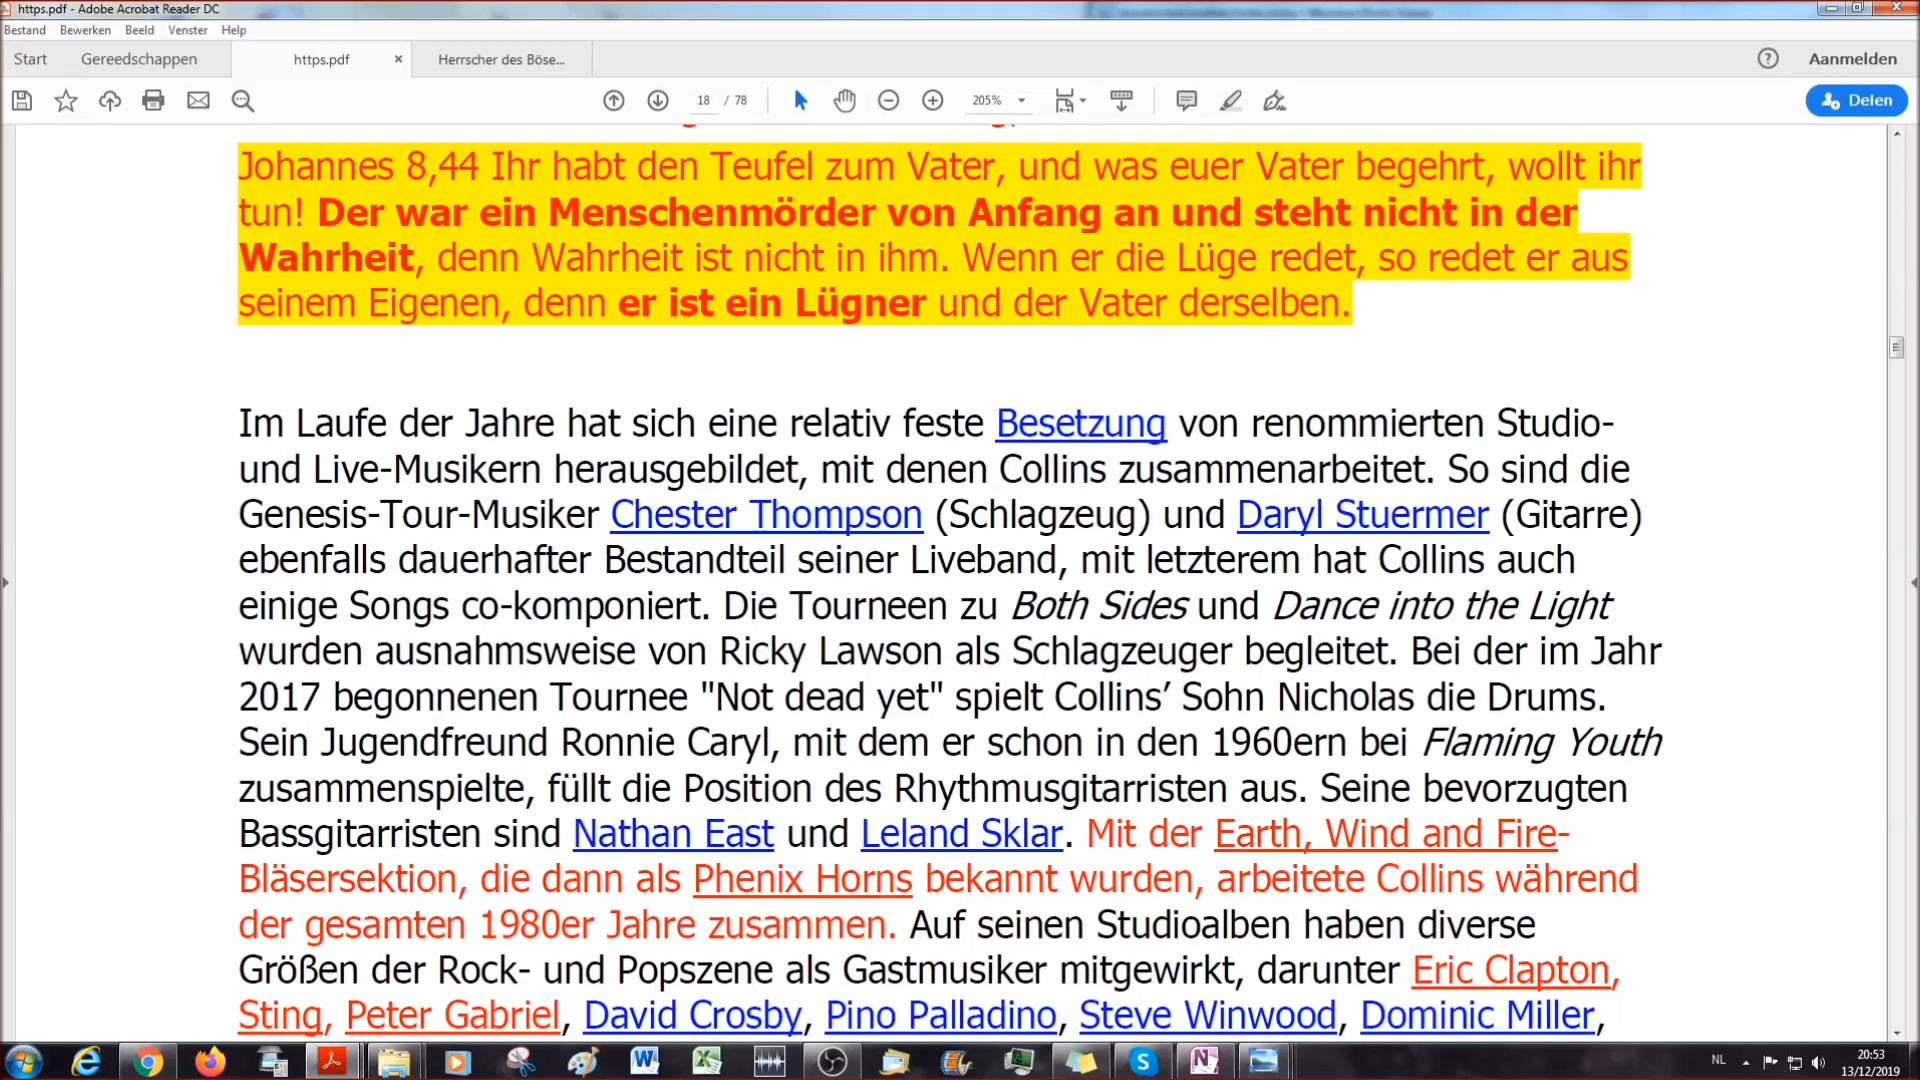 https.pdf - Adobe Acrobat Reader DC
Bestand Bewerken Beeld Venster Help
Start Gereedschappen https.pdf × Herrscher des Böse... ? Aanmelden
18 / 78 205% Delen
Johannes 8,44 Ihr habt den Teufel zum Vater, und was euer Vater begehrt, wollt ihr
tun! Der war ein Menschenmörder von Anfang an und steht nicht in der
Wahrheit, denn Wahrheit ist nicht in ihm. Wenn er die Lüge redet, so redet er aus
seinem Eigenen, denn er ist ein Lügner und der Vater derselben.
Im Laufe der Jahre hat sich eine relativ feste Besetzung von renommierten Studio-
und Live-Musikern herausgebildet, mit denen Collins zusammenarbeitet. So sind die
Genesis-Tour-Musiker Chester Thompson (Schlagzeug) und Daryl Stuermer (Gitarre)
ebenfalls dauerhafter Bestandteil seiner Liveband, mit letzterem hat Collins auch
einige Songs co-komponiert. Die Tourneen zu Both Sides und Dance into the Light
wurden ausnahmsweise von Ricky Lawson als Schlagzeuger begleitet. Bei der im Jahr
2017 begonnenen Tournee "Not dead yet" spielt Collins’ Sohn Nicholas die Drums.
Sein Jugendfreund Ronnie Caryl, mit dem er schon in den 1960ern bei Flaming Youth
zusammenspielte, füllt die Position des Rhythmusgitarristen aus. Seine bevorzugten
Bassgitarristen sind Nathan East und Leland Sklar. Mit der Earth, Wind and Fire-
Bläsersektion, die dann als Phenix Horns bekannt wurden, arbeitete Collins während
der gesamten 1980er Jahre zusammen. Auf seinen Studioalben haben diverse
Größen der Rock- und Popszene als Gastmusiker mitgewirkt, darunter Eric Clapton,
Sting, Peter Gabriel, David Crosby, Pino Palladino, Steve Winwood, Dominic Miller,
NL 20:53
13/12/2019